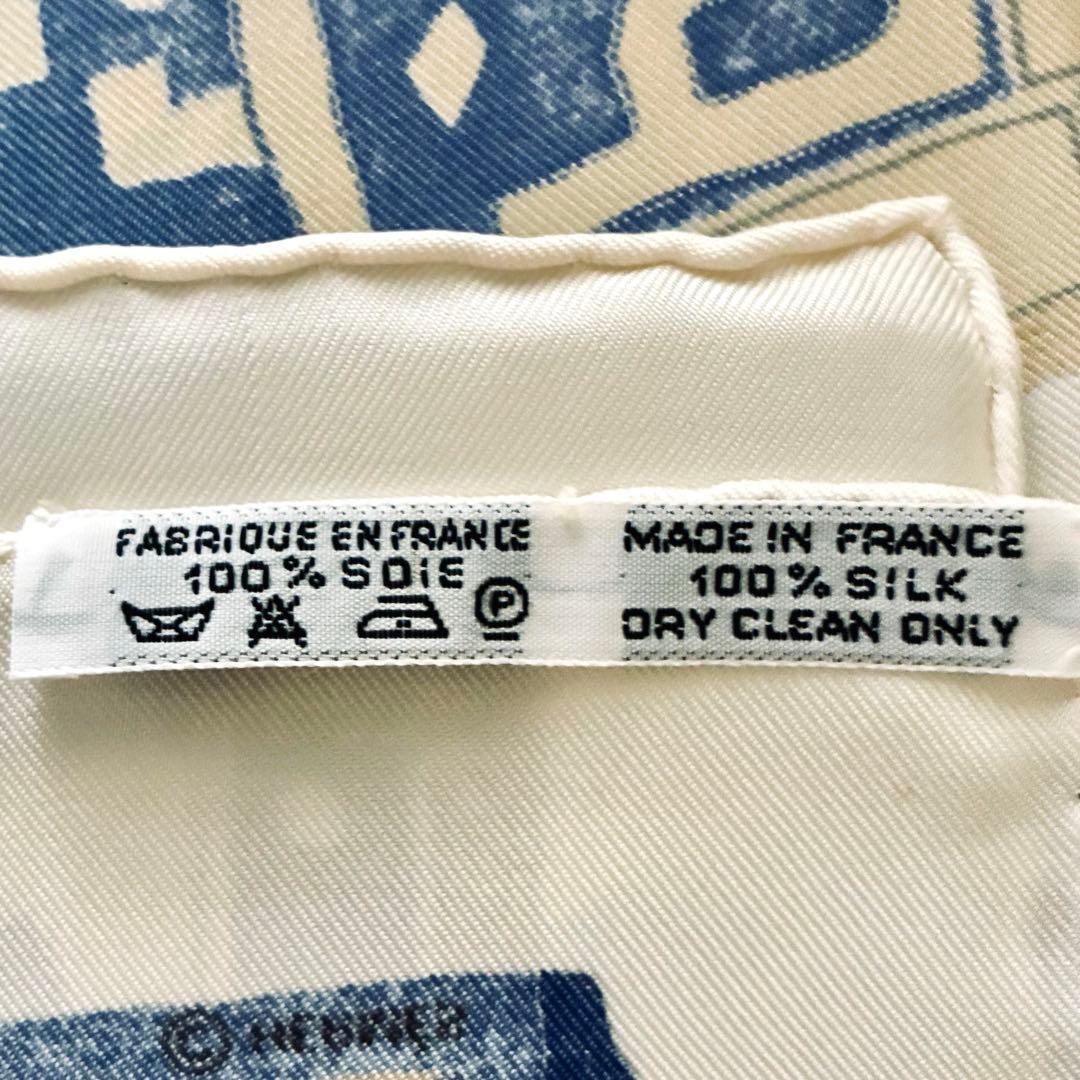 FABRIQUE EN FRANCE
100% SOIE
P
MADE IN FRANCE
100% SILK
DRY CLEAN ONLY
© HERMES